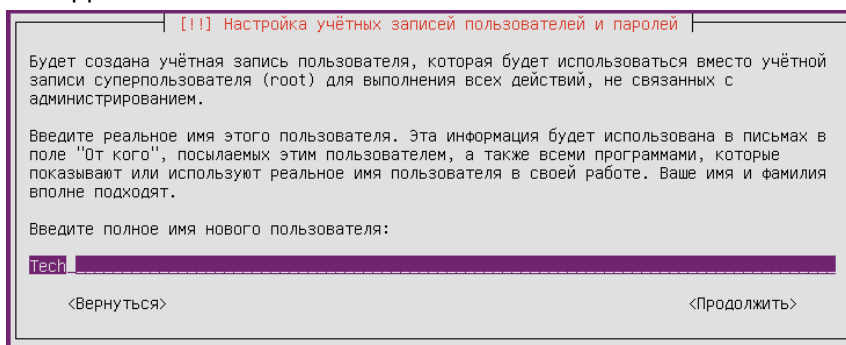 [!!] Настройка учётных записей пользователей и паролей
Будет создана учётная запись пользователя, которая будет использоваться вместо учётной
записи суперпользователя (root) для выполнения всех действий, не связанных с
администрированием.
Введите реальное имя этого пользователя. Эта информация будет использована в письмах в
поле "От кого", посылаемых этим пользователем, а также всеми программами, которые
показывают или используют реальное имя пользователя в своей работе. Ваше имя и фамилия
вполне подходят.
Введите полное имя нового пользователя:
Tech
<Вернуться> <Продолжить>